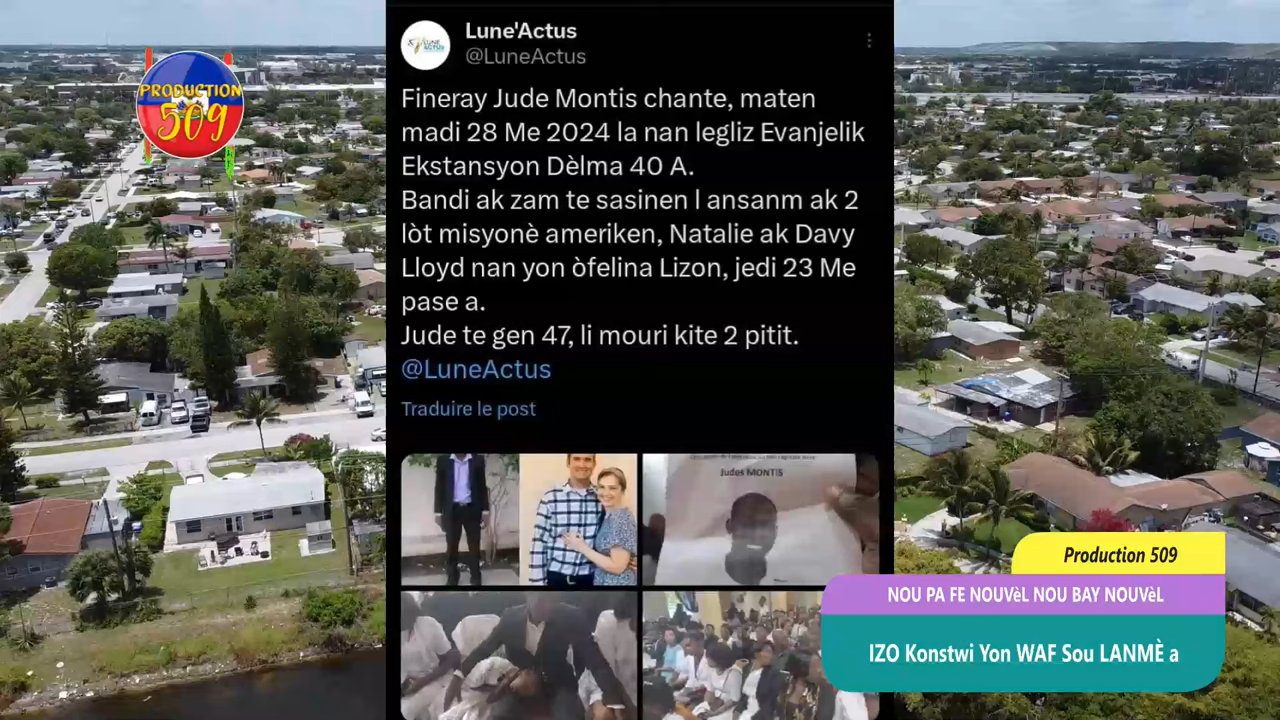 Lune'Actus
@LuneActus
Fineray Jude Montis chante, maten
madi 28 Me 2024 la nan legliz Evanjelik
Ekstansyon Dèlma 40 A.
Bandi ak zam te sasinen l ansanm ak 2
lòt misyonè ameriken, Natalie ak Davy
Lloyd nan yon òfelina Lizon, jedi 23 Me
pase a.
Jude te gen 47, li mouri kite 2 pitit.
@LuneActus
Traduire le post
PRODUCTION
509
Judes MONTIS
Production 509
NOU PA FE NOUVèL NOU BAY NOUVèL
IZO Konstwi Yon WAF Sou LANMÈ a